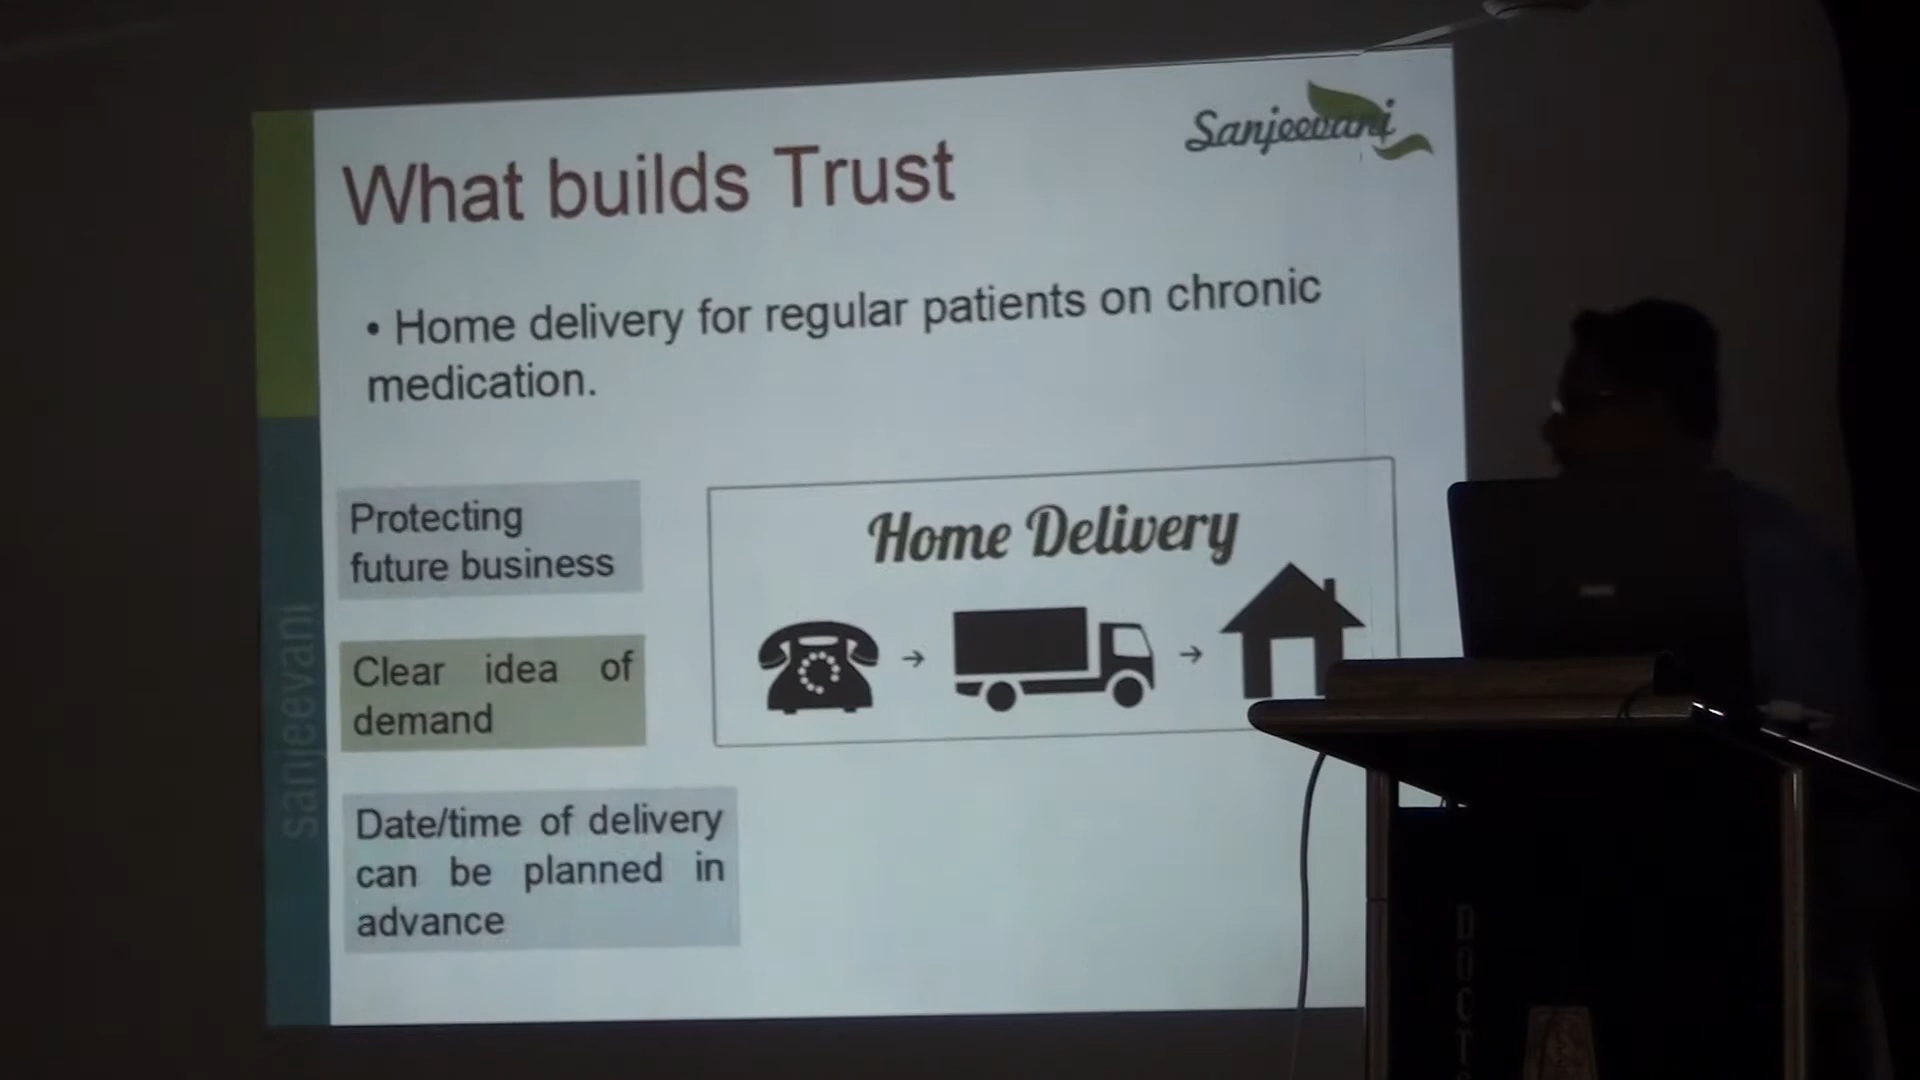 Sanjeevani
What builds Trust
• Home delivery for regular patients on chronic
medication.
Protecting
future business
Home Delivery
Clear idea of
demand
Date/time of delivery
can be planned in
advance
sanjeevani